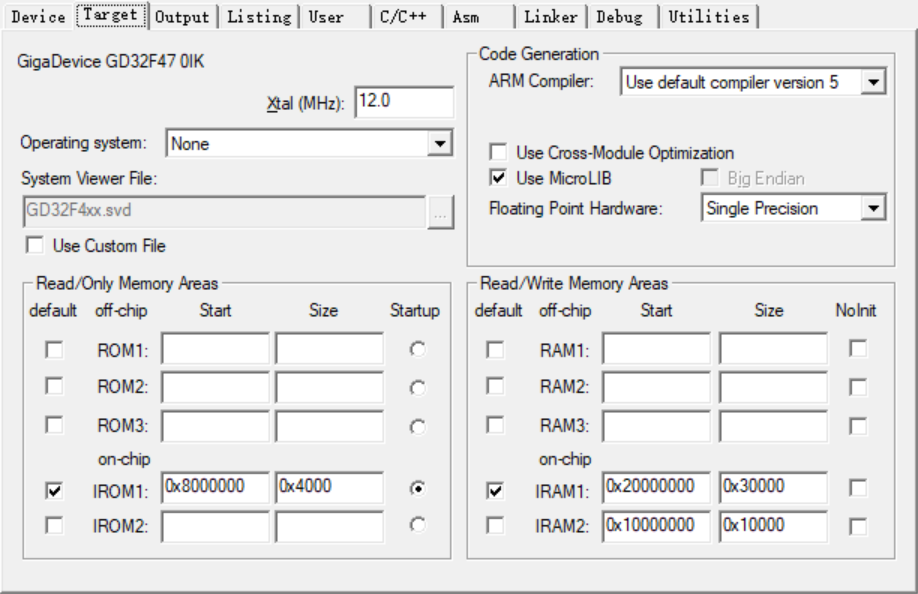 Device Target Output Listing User C/C++ Asm Linker Debug Utilities
GigaDevice GD32F47 0IK
Xtal (MHz): 12.0
Operating system: None
System Viewer File:
GD32F4xx.svd ...
Use Custom File
Code Generation
ARM Compiler: Use default compiler version 5
Use Cross-Module Optimization
Use MicroLIB Big Endian
Floating Point Hardware: Single Precision
Read/Only Memory Areas
default off-chip Start Size Startup
ROM1:
ROM2:
ROM3:
on-chip
IROM1: 0x8000000 0x4000
IROM2:
Read/Write Memory Areas
default off-chip Start Size NoInit
RAM1:
RAM2:
RAM3:
on-chip
IRAM1: 0x20000000 0x30000
IRAM2: 0x10000000 0x10000